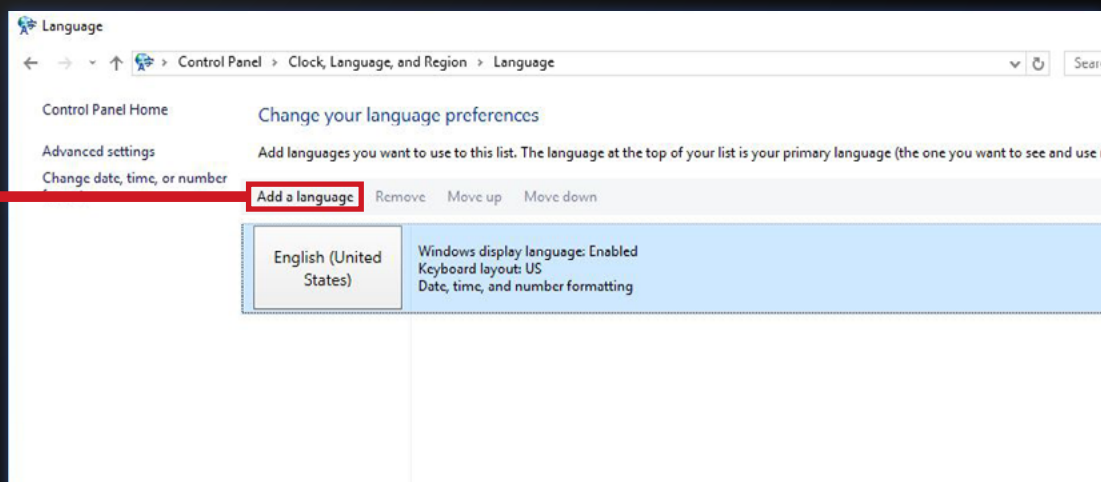 Language
Control Panel > Clock, Language, and Region > Language
Control Panel Home
Change your language preferences
Advanced settings
Add languages you want to use to this list. The language at the top of your list is your primary language (the one you want to see and use
Change date, time, or number
Add a language Remove Move up Move down
English (United
States)
Windows display language: Enabled
Keyboard layout: US
Date, time, and number formatting